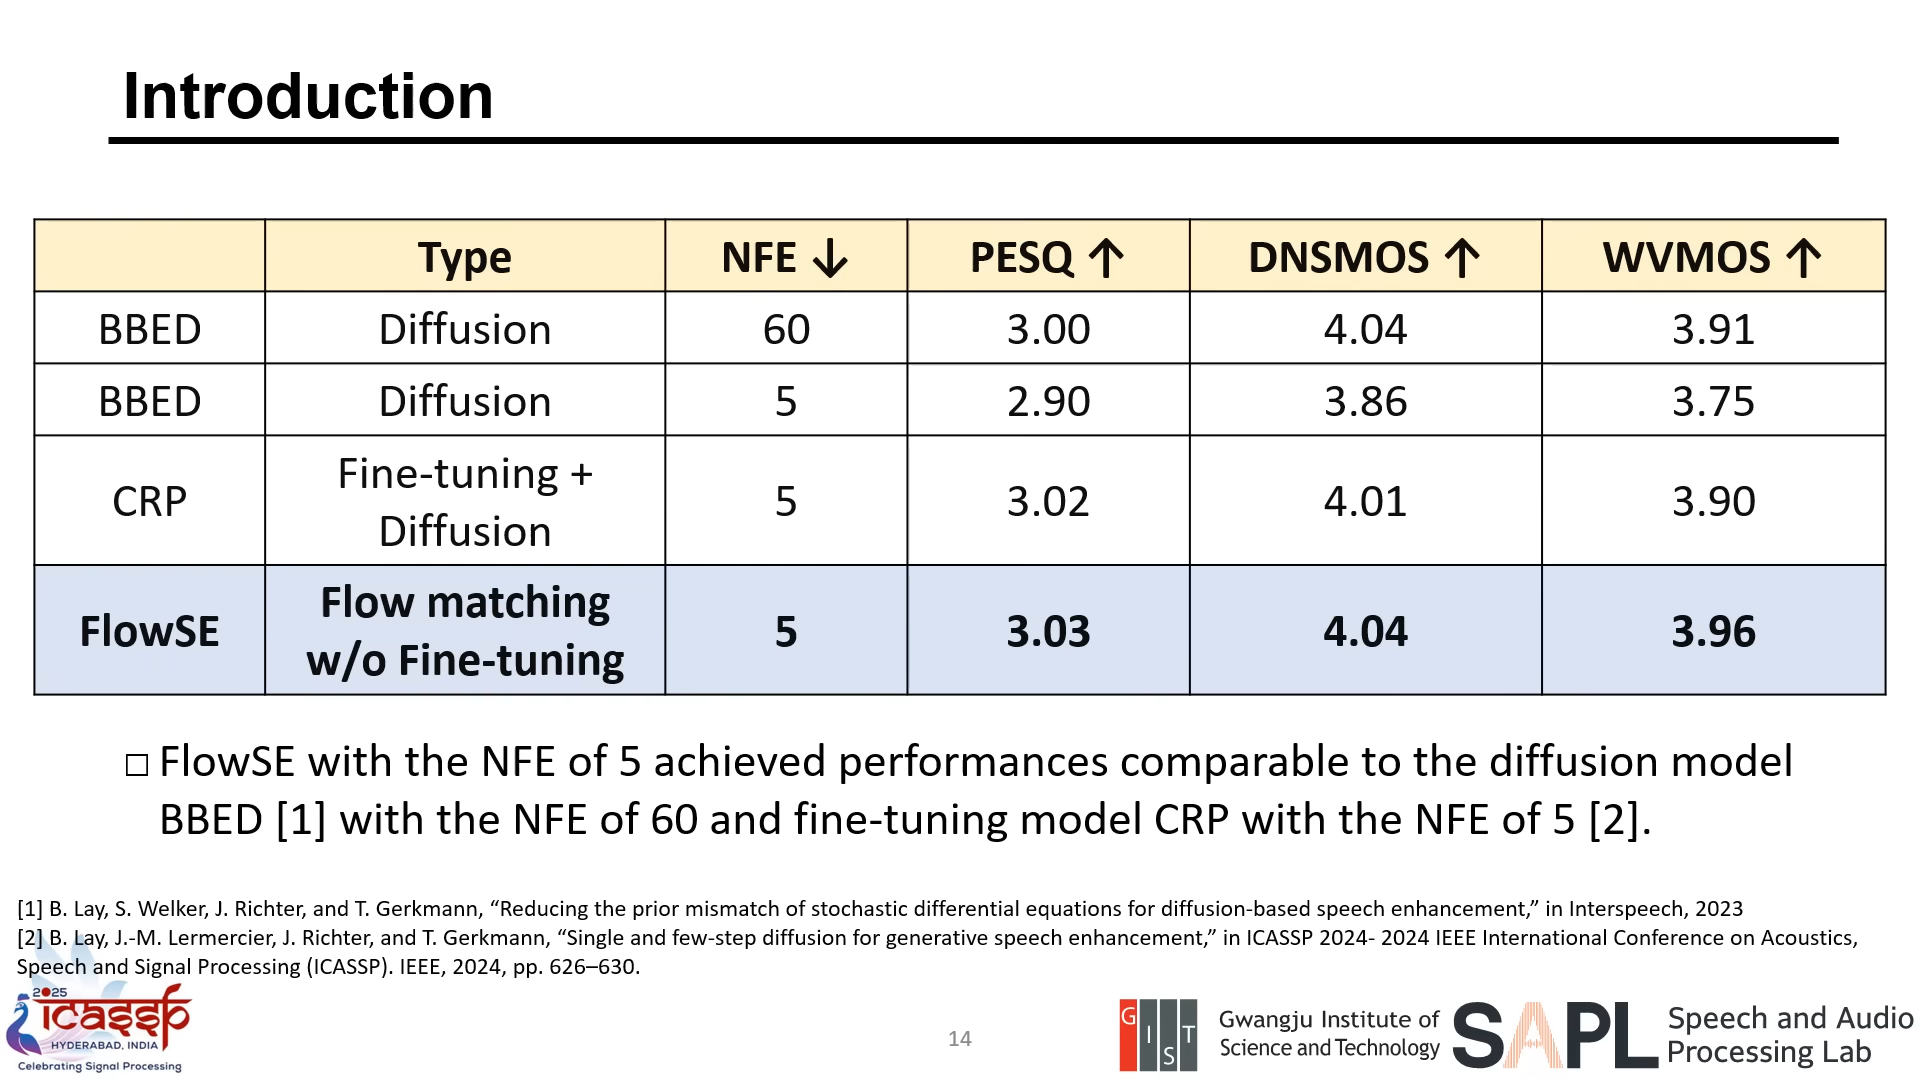 Introduction
Type NFE ↓ PESQ ↑ DNSMOS ↑ WVMOS ↑
BBED Diffusion 60 3.00 4.04 3.91
BBED Diffusion 5 2.90 3.86 3.75
CRP Fine-tuning + Diffusion 5 3.02 4.01 3.90
FlowSE Flow matching w/o Fine-tuning 5 3.03 4.04 3.96
□ FlowSE with the NFE of 5 achieved performances comparable to the diffusion model
BBED [1] with the NFE of 60 and fine-tuning model CRP with the NFE of 5 [2].
[1] B. Lay, S. Welker, J. Richter, and T. Gerkmann, “Reducing the prior mismatch of stochastic differential equations for diffusion-based speech enhancement,” in Interspeech, 2023
[2] B. Lay, J.-M. Lermercier, J. Richter, and T. Gerkmann, “Single and few-step diffusion for generative speech enhancement,” in ICASSP 2024- 2024 IEEE International Conference on Acoustics,
Speech and Signal Processing (ICASSP). IEEE, 2024, pp. 626–630.
2025
icassp
HYDERABAD, INDIA
Celebrating Signal Processing
14
GIST
Gwangju Institute of
Science and Technology
SAPL
Speech and Audio
Processing Lab